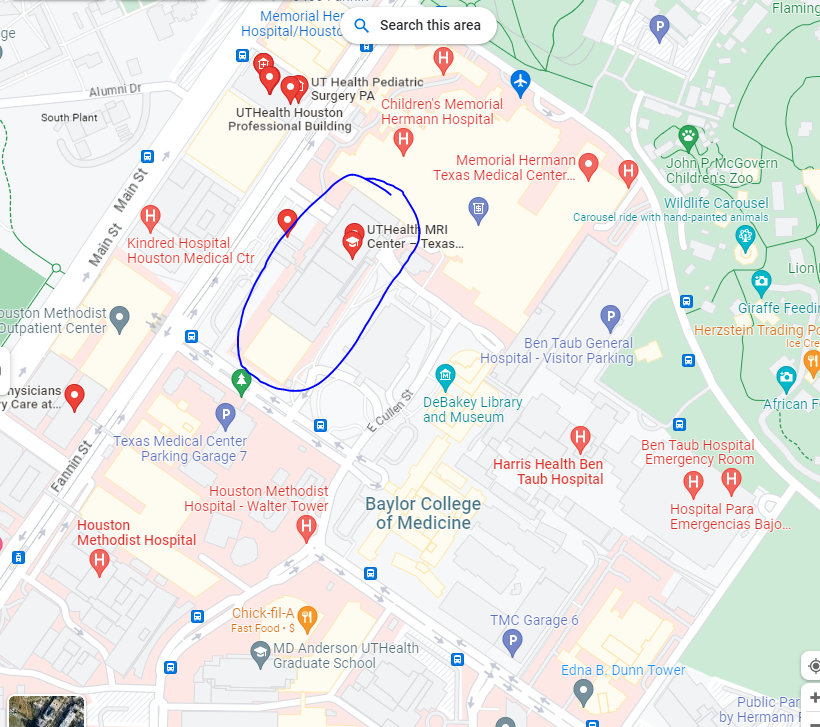 Flaming
ge
Memorial Her
Hospital/Housto
Search this area
Alumni Dr
UT Health Pediatric
Surgery PA
South Plant
UTHealth Houston
Professional Building
Children's Memorial
Hermann Hospital
Memorial Hermann
Texas Medical Center...
John P. McGovern
Children's Zoo
Main St
Main St
Wildlife Carousel
Carousel ride with hand-painted animals
Kindred Hospital
Houston Medical Ctr
UTHealth MRI
Center – Texas...
Lion
Giraffe Feedin
ouston Methodist
Outpatient Center
Ben Taub General
Hospital - Visitor Parking
Herzstein Trading Po
Ice Cre
hysicians
ry Care at...
E Cullen St
DeBakey Library
and Museum
African F
Texas Medical Center
Parking Garage 7
Fannin St
Harris Health Ben
Taub Hospital
Ben Taub Hospital
Emergency Room
Houston Methodist
Hospital - Walter Tower
Baylor College
of Medicine
Hospital Para
Emergencias Bajo...
Houston
Methodist Hospital
Chick-fil-A
Fast Food • $
TMC Garage 6
MD Anderson UTHealth
Graduate School
Edna B. Dunn Tower
Public Par
by Hermann P